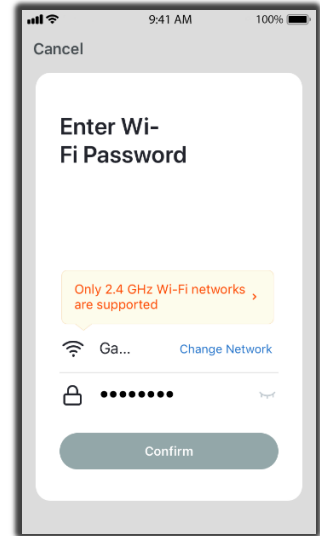 9:41 AM 100%
Cancel
Enter Wi-
Fi Password
Only 2.4 GHz Wi-Fi networks
are supported
Ga... Change Network
••••••••
Confirm